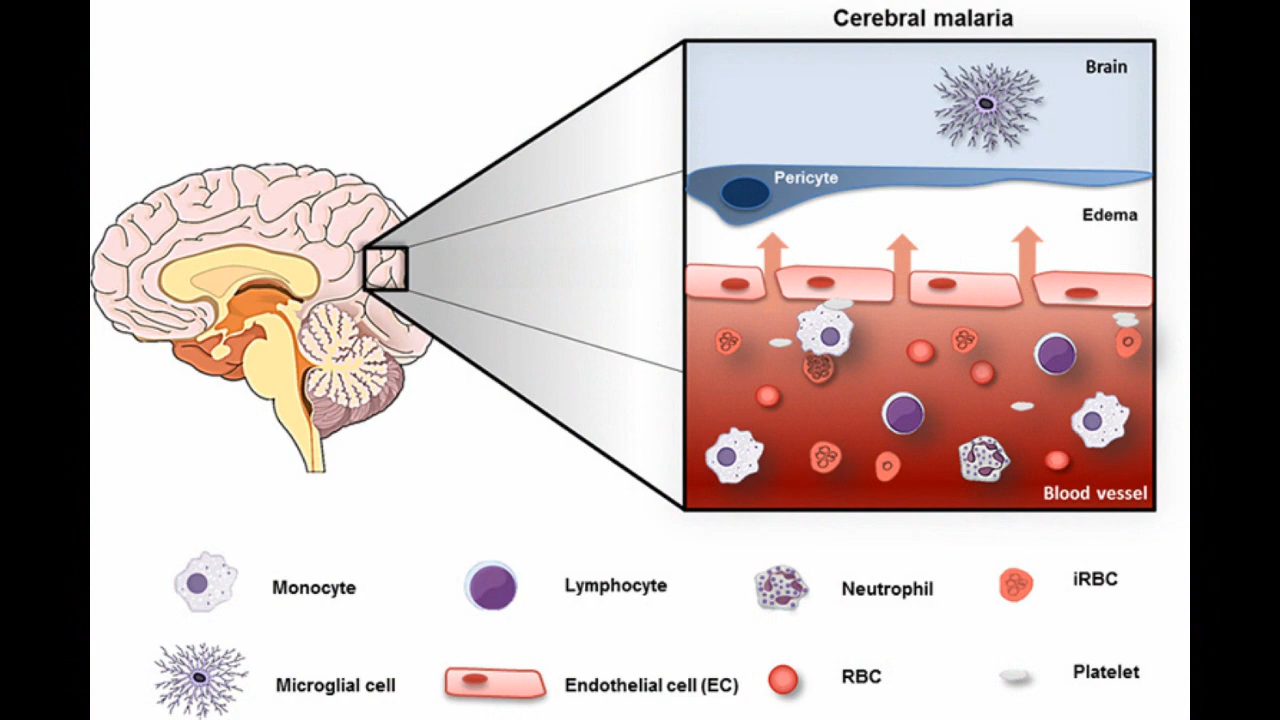 Cerebral malaria
Brain
Pericyte
Edema
Blood vessel
Monocyte
Lymphocyte
Neutrophil
iRBC
Microglial cell
Endothelial cell (EC)
RBC
Platelet